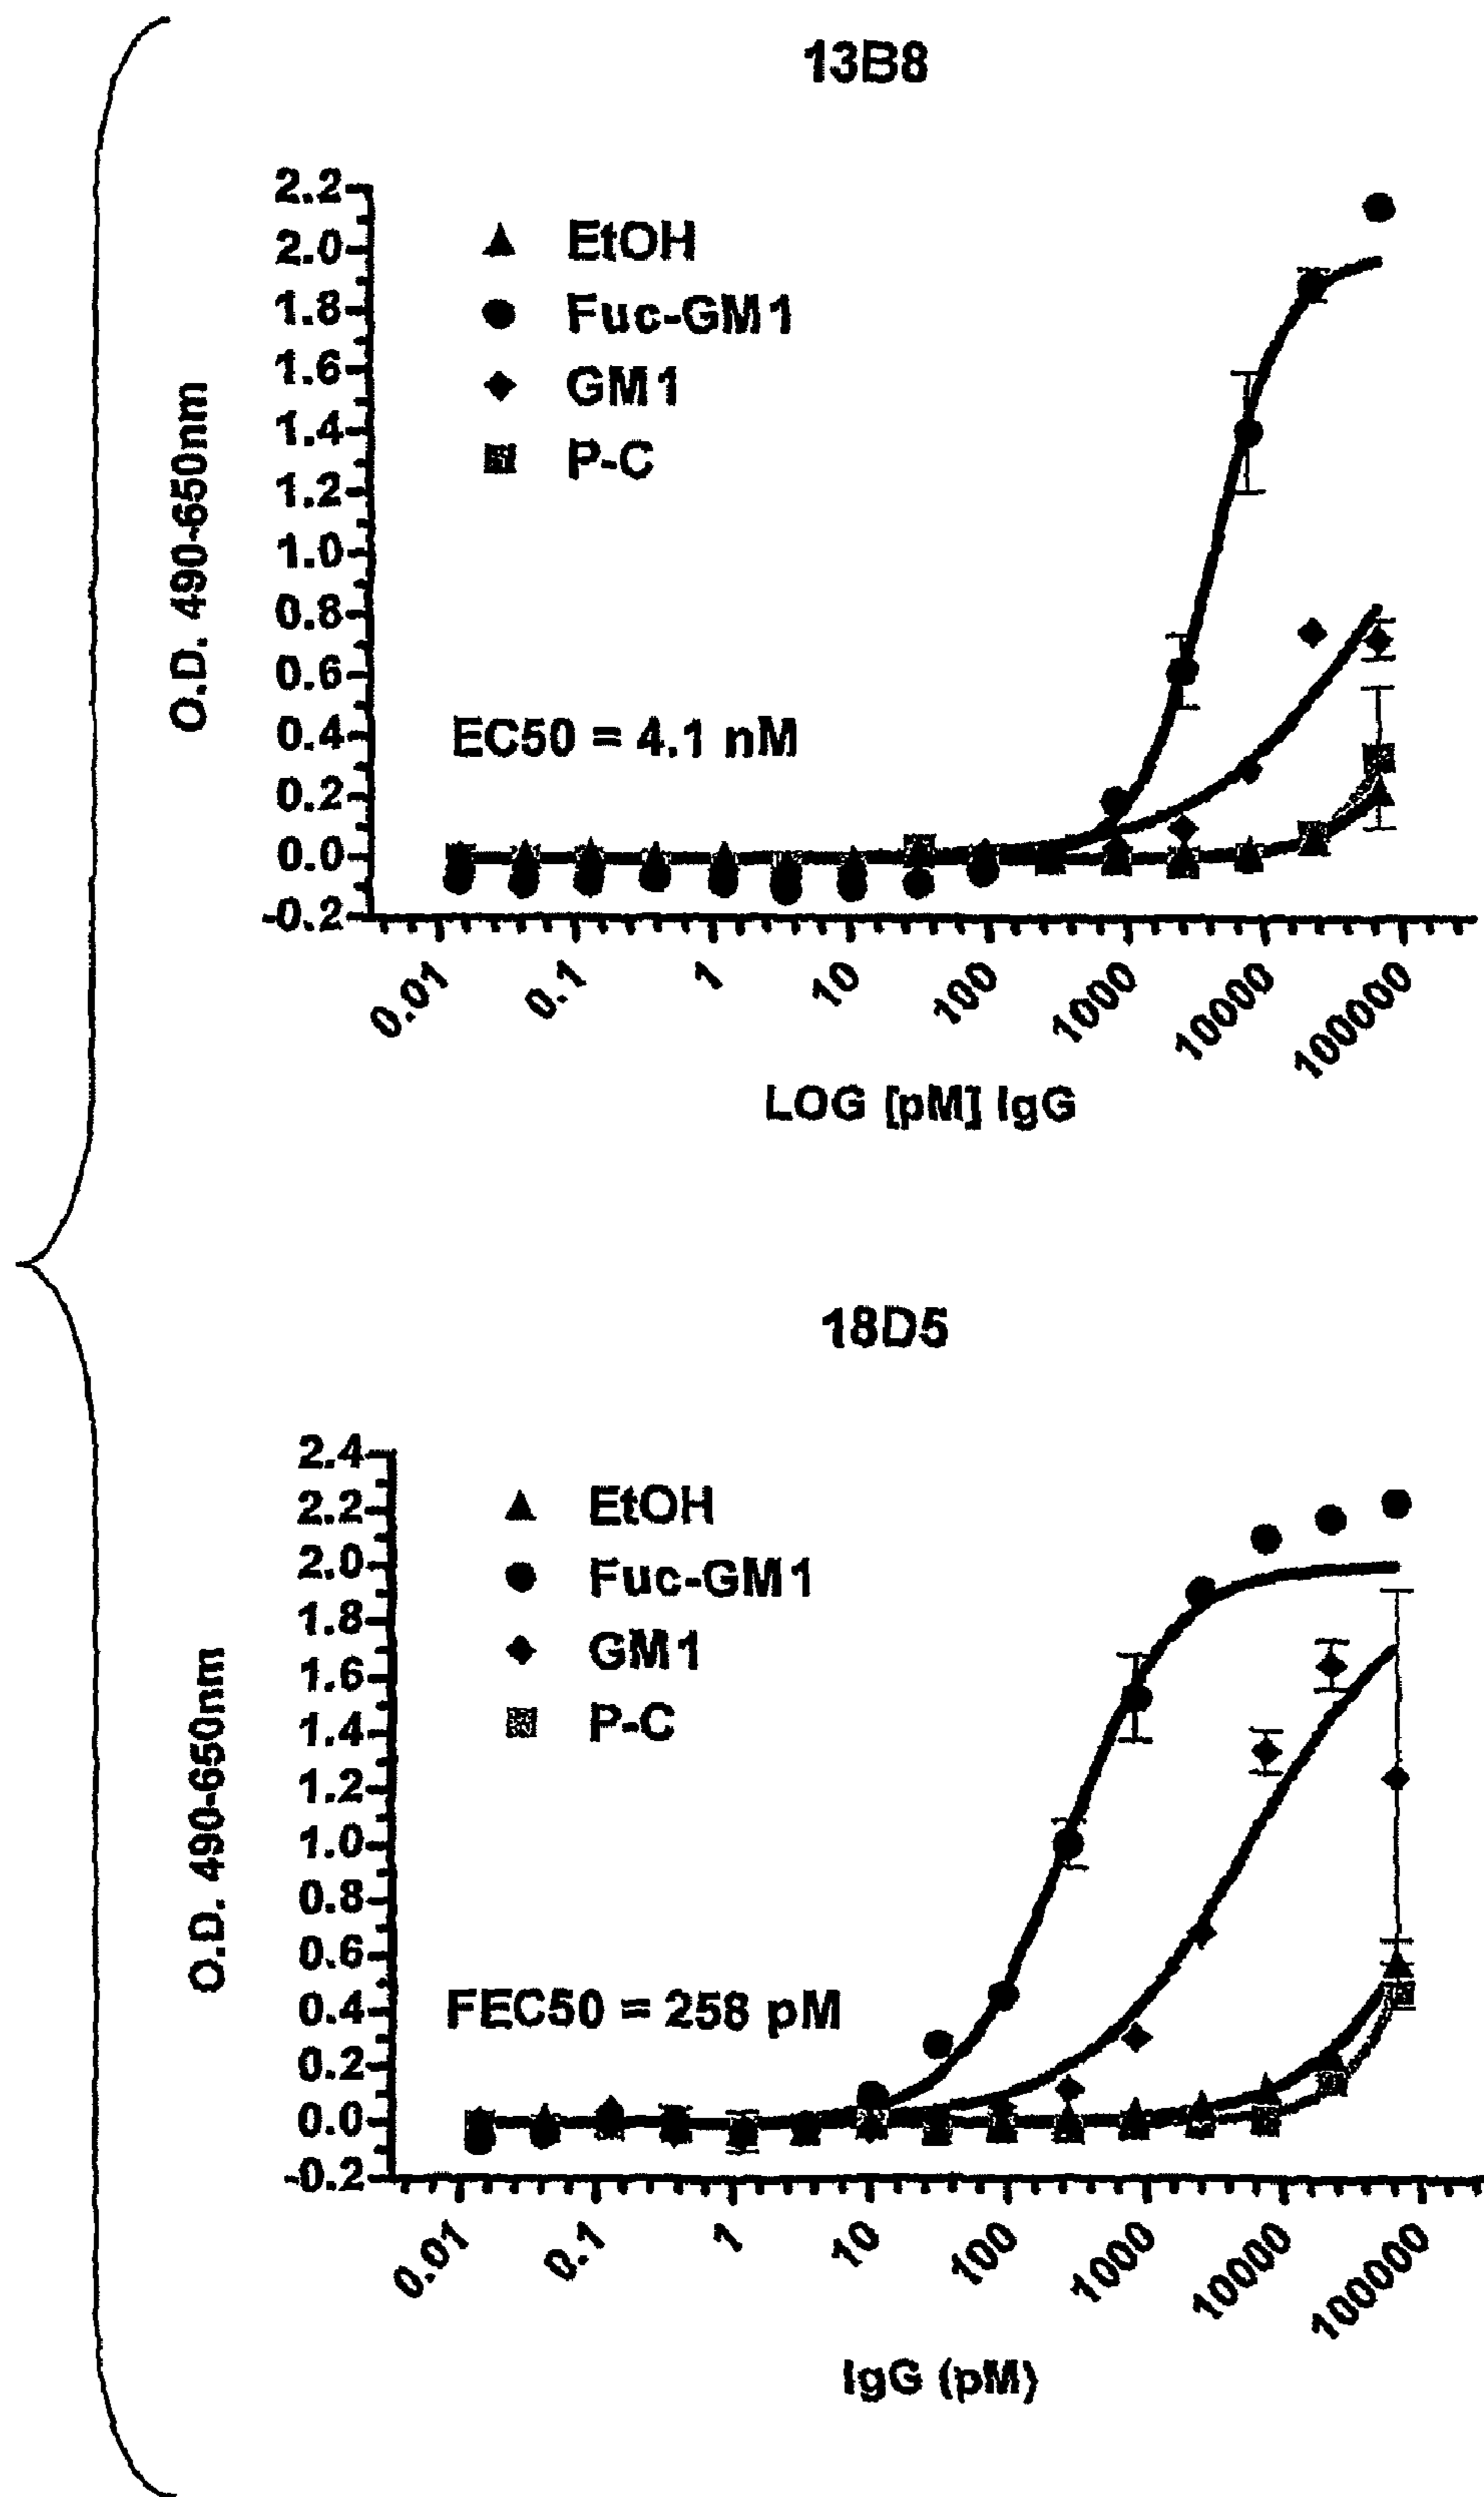 13B8
2.2
2.0
1.8
1.6
1.4
1.2
1.0
0.8
0.6
0.4
0.2
0.0
-0.2
O.D. 490-650nm
EtOH
Fuc-GM1
GM1
P-C
EC50 = 4.1 nM
0.01
0.1
1
10
100
1000
10000
100000
LOG [pM] IgG
18D5
2.4
2.2
2.0
1.8
1.6
1.4
1.2
1.0
0.8
0.6
0.4
0.2
0.0
-0.2
O.D. 490-650nm
EtOH
Fuc-GM1
GM1
P-C
FEC50 = 258 pM
0.01
0.1
1
10
100
1000
10000
100000
IgG (pM)